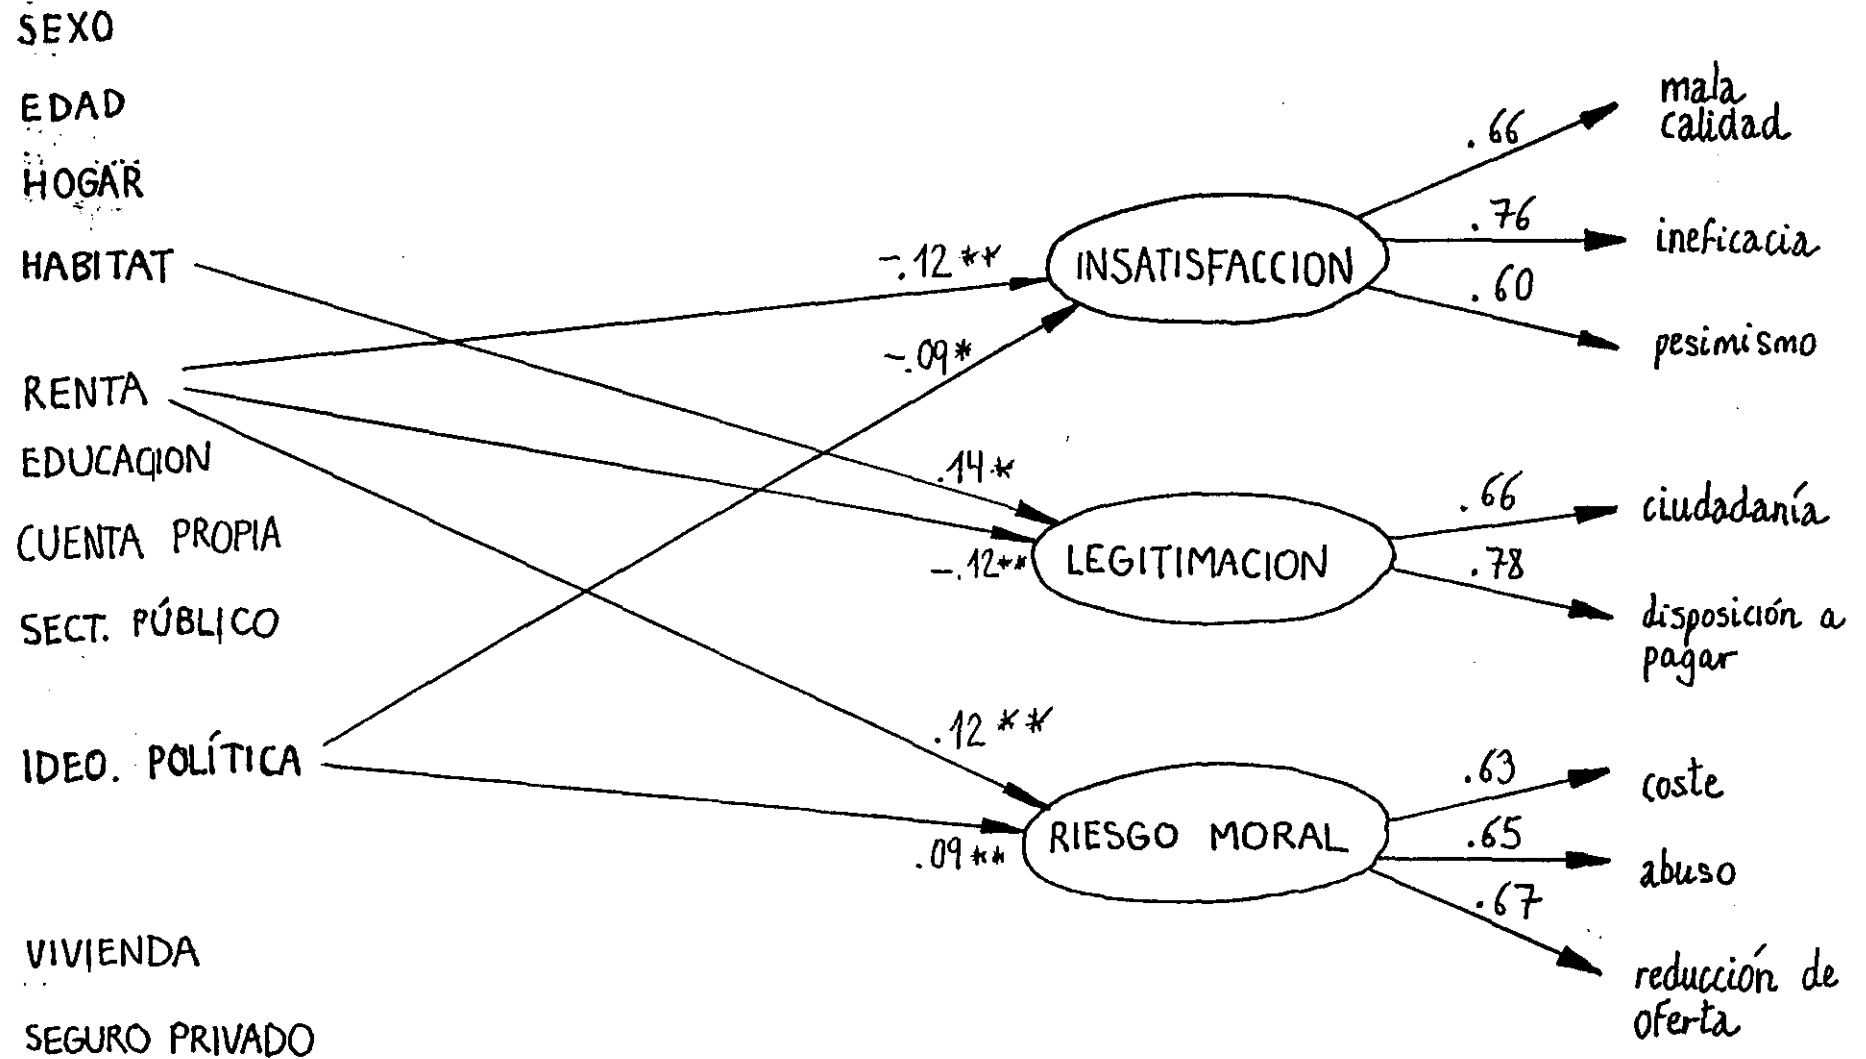 SEXO
EDAD
HOGAR
HABITAT
RENTA
EDUCACION
CUENTA PROPIA
SECT. PÚBLICO
IDEO. POLÍTICA
VIVIENDA
SEGURO PRIVADO
-.12**
-.09*
.14*
-.12**
.12**
.09**
INSATISFACCION
LEGITIMACION
RIESGO MORAL
.66
.76
.60
.66
.78
.63
.65
.67
mala
calidad
ineficacia
pesimismo
ciudadanía
disposición a
pagar
coste
abuso
reducción de
oferta